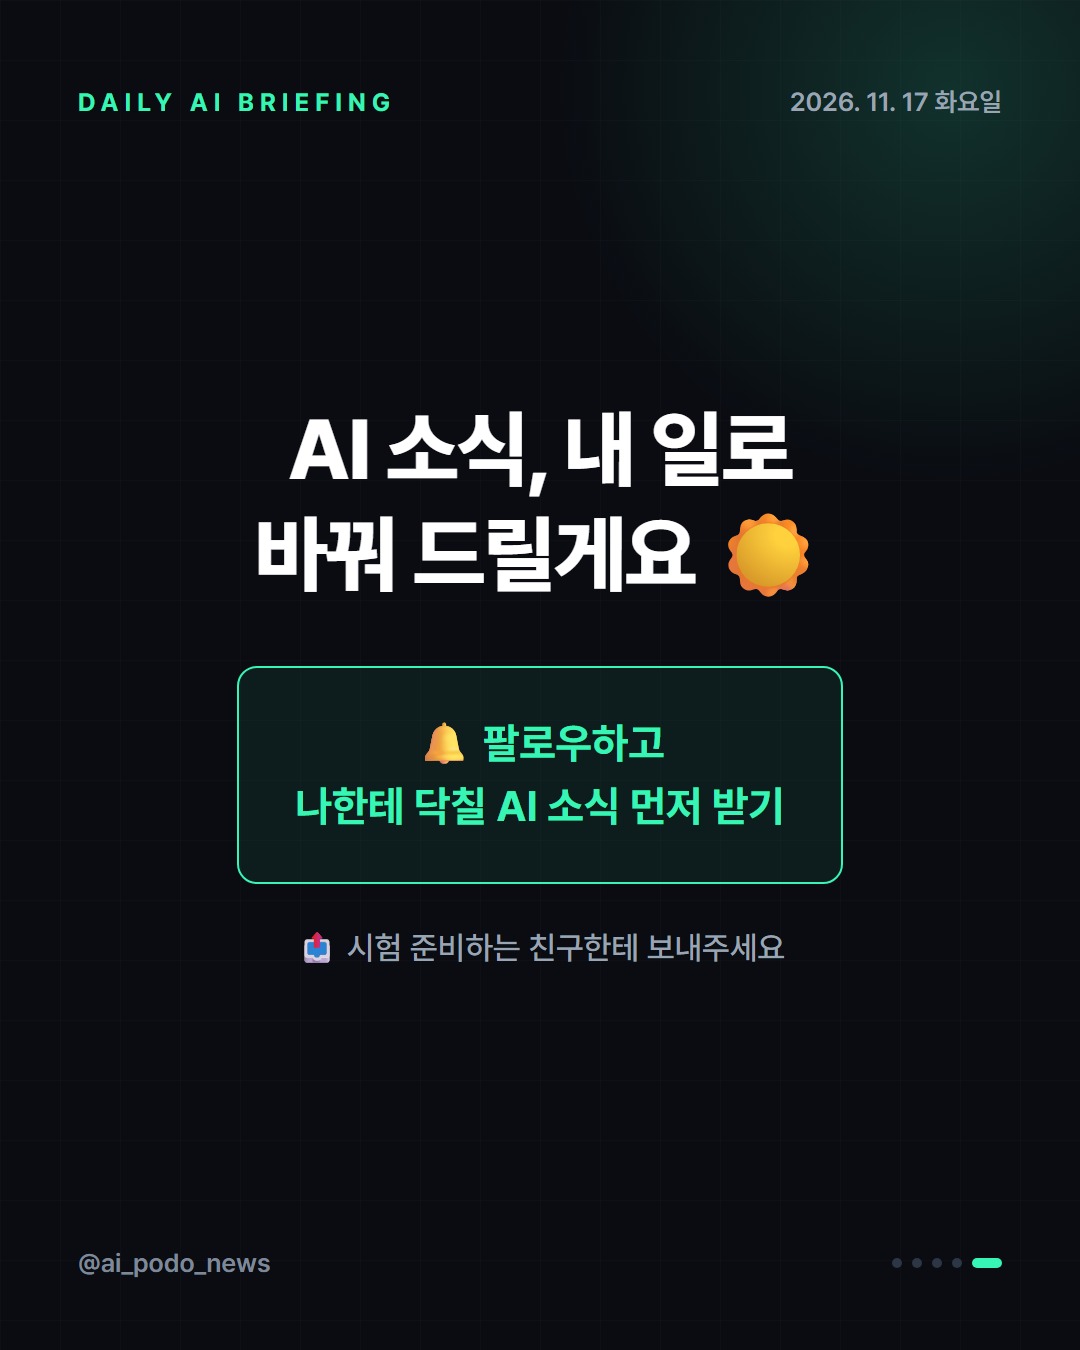 DAILY AI BRIEFING
2026. 11. 17 화요일
AI 소식, 내 일로
바꿔 드릴게요
팔로우하고
나한테 닥칠 AI 소식 먼저 받기
시험 준비하는 친구한테 보내주세요
@ai_podo_news